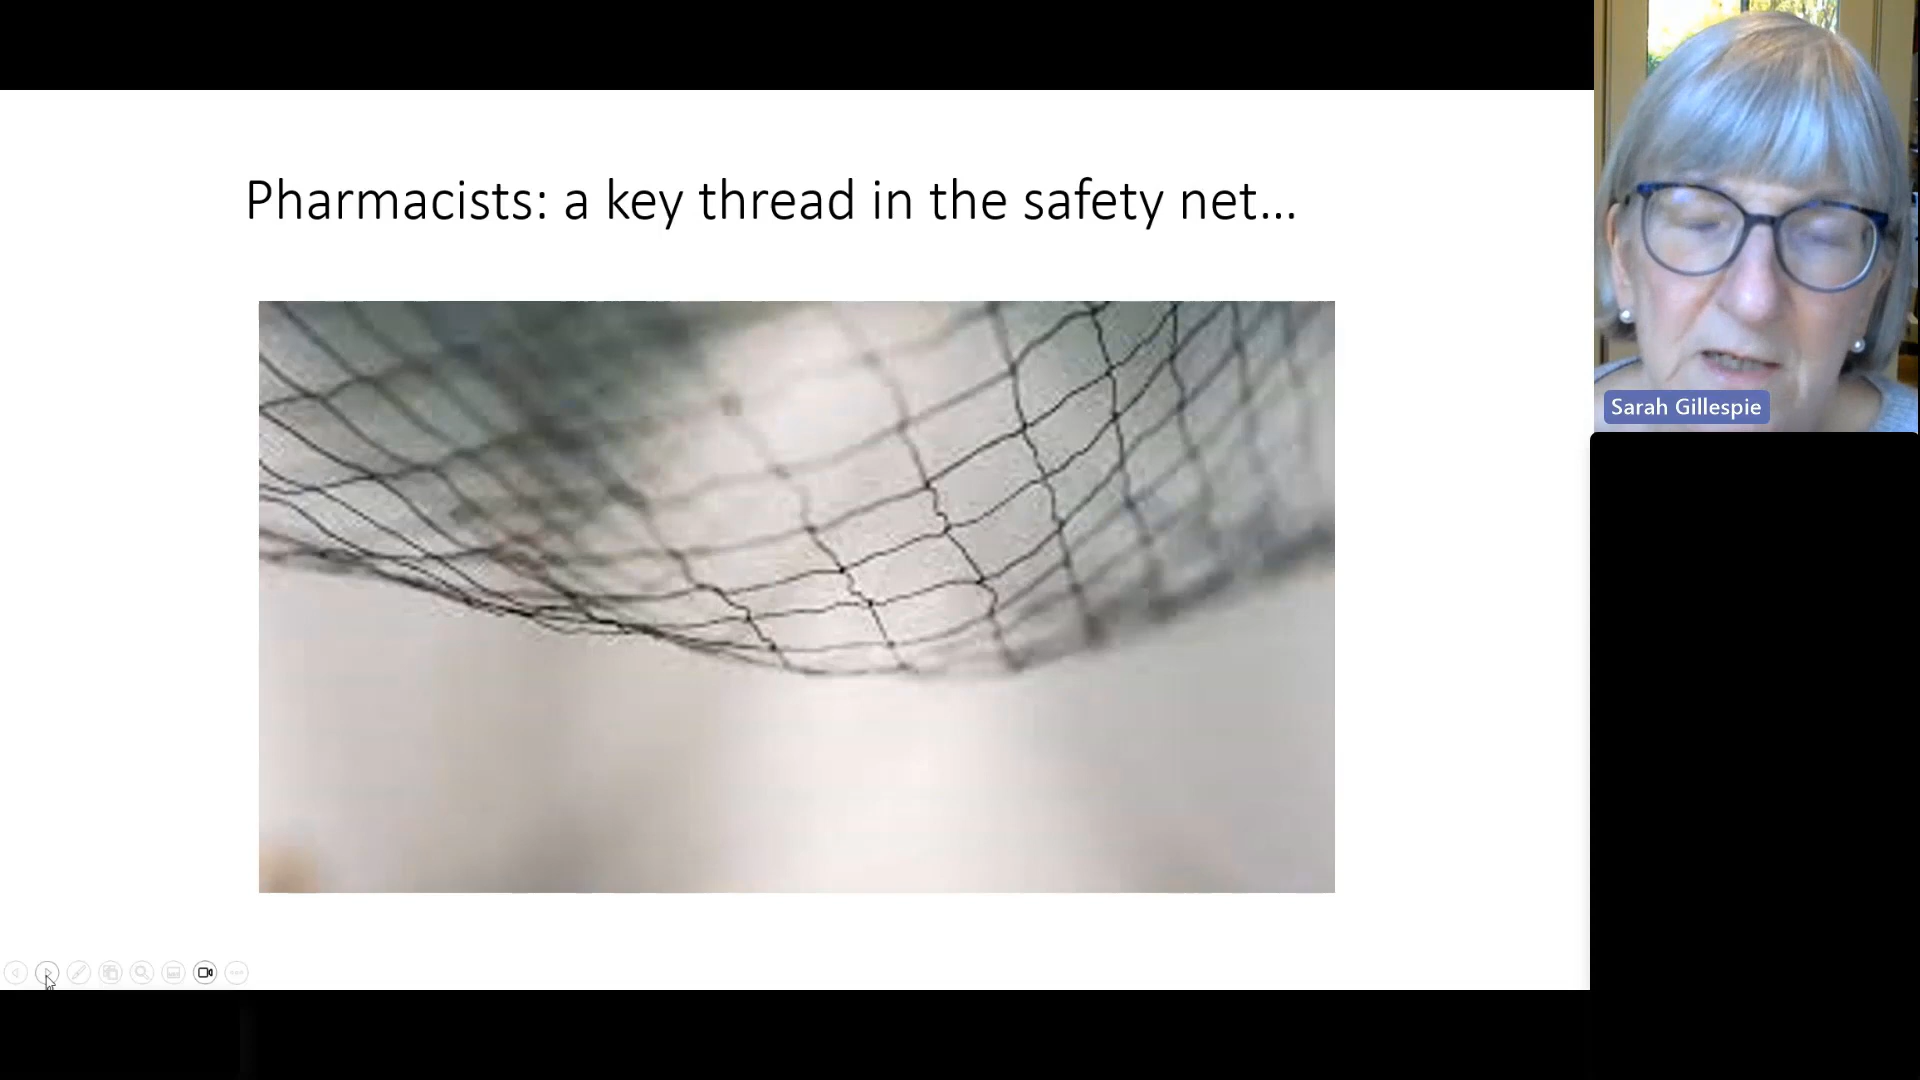 Pharmacists: a key thread in the safety net...
Sarah Gillespie